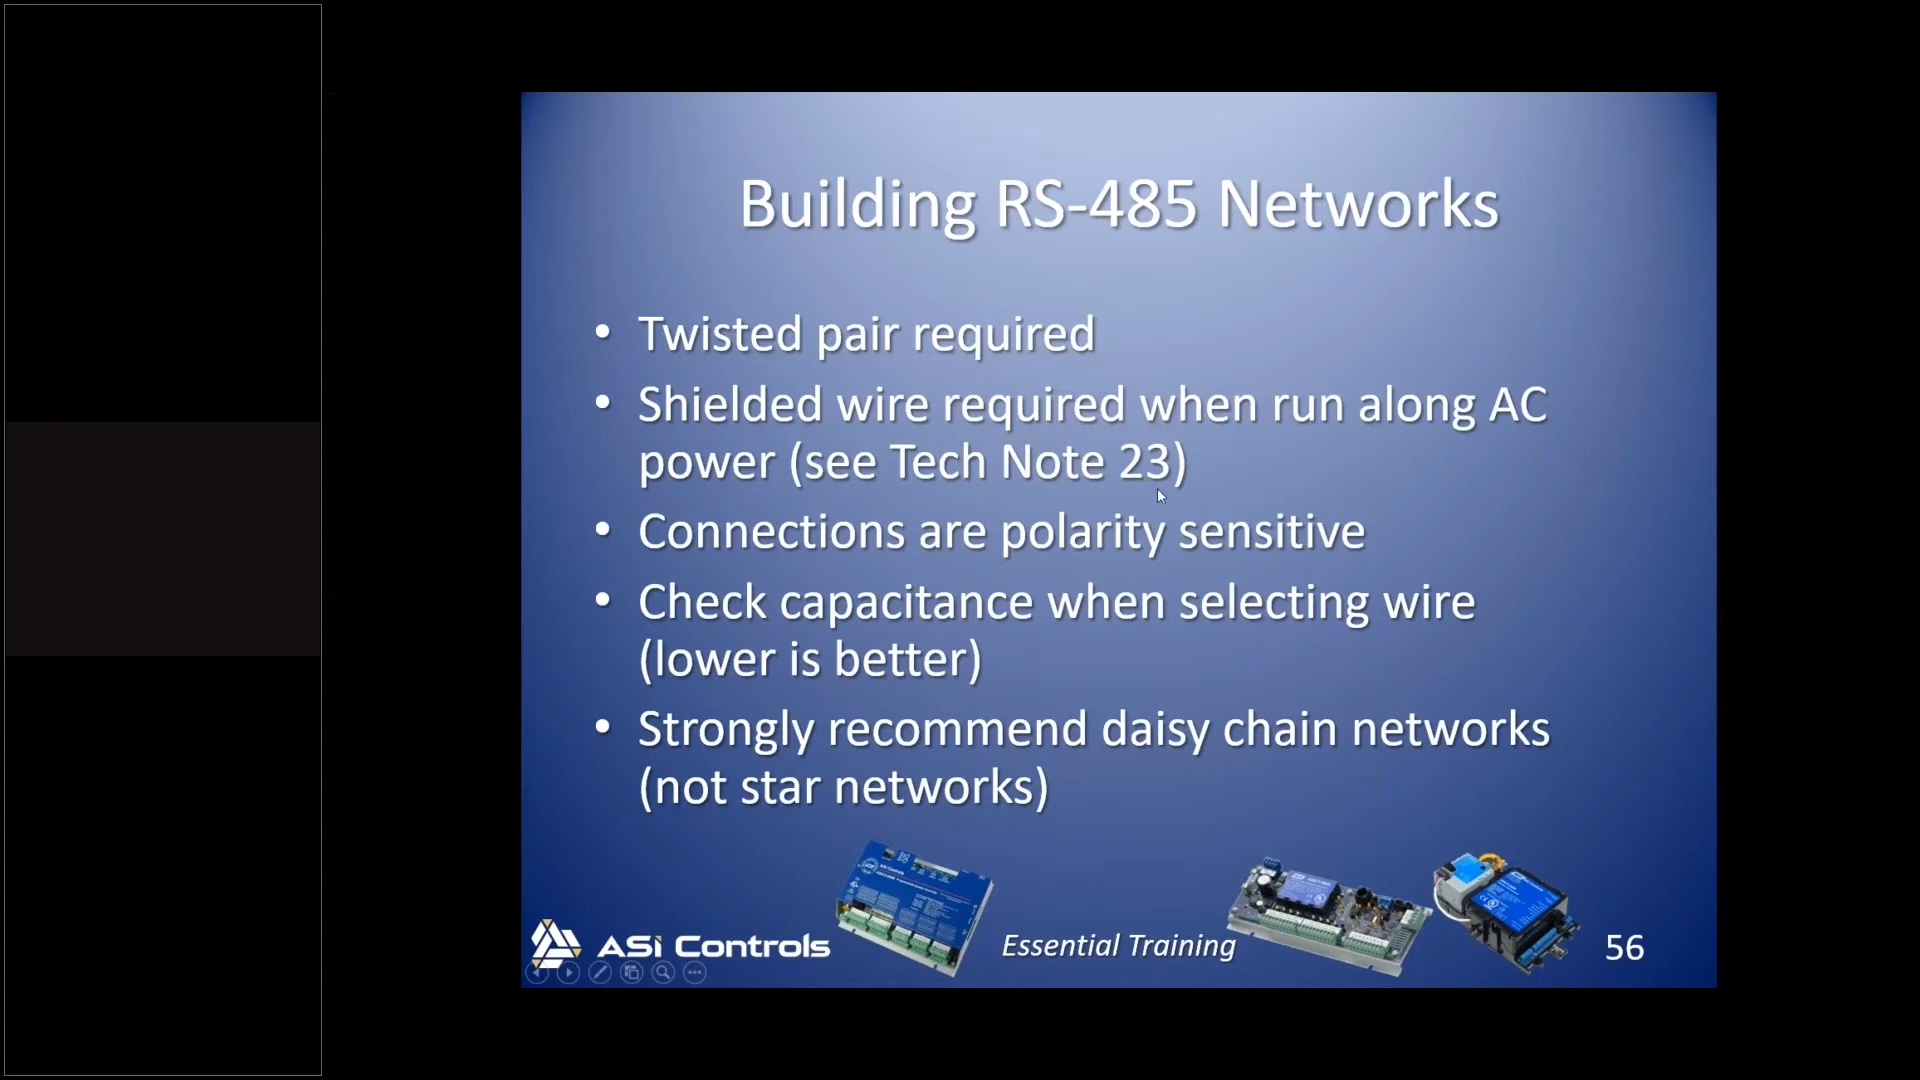 Building RS-485 Networks
• Twisted pair required
• Shielded wire required when run along AC
power (see Tech Note 23)
• Connections are polarity sensitive
• Check capacitance when selecting wire
(lower is better)
• Strongly recommend daisy chain networks
(not star networks)
ASi Controls
Essential Training
56